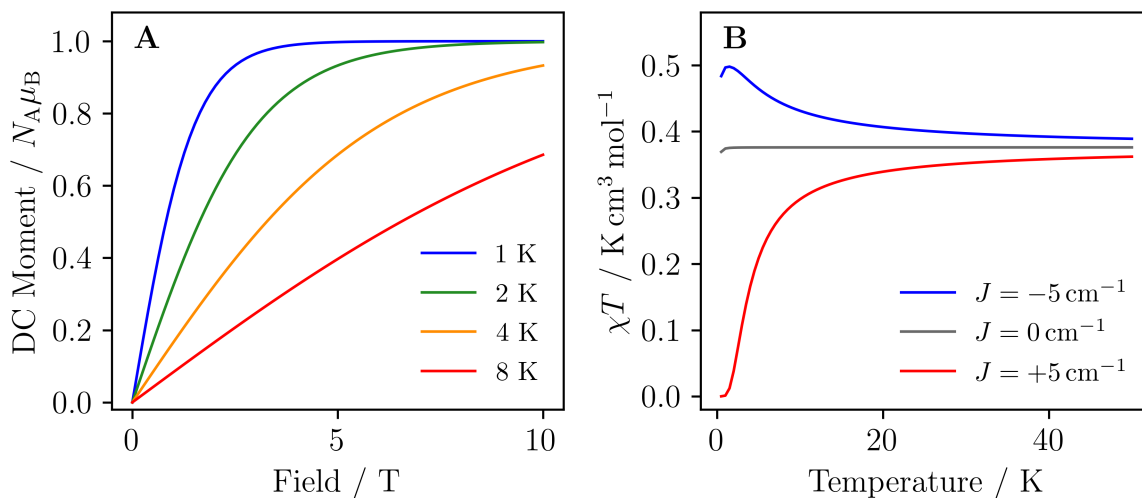 A
DC Moment / N_Aμ_B
1.0
0.8
0.6
0.4
0.2
0.0
1 K
2 K
4 K
8 K
0
5
10
Field / T
B
χT / K cm³ mol⁻¹
0.5
0.4
0.3
0.2
0.1
0.0
J = −5 cm⁻¹
J = 0 cm⁻¹
J = +5 cm⁻¹
0
20
40
Temperature / K